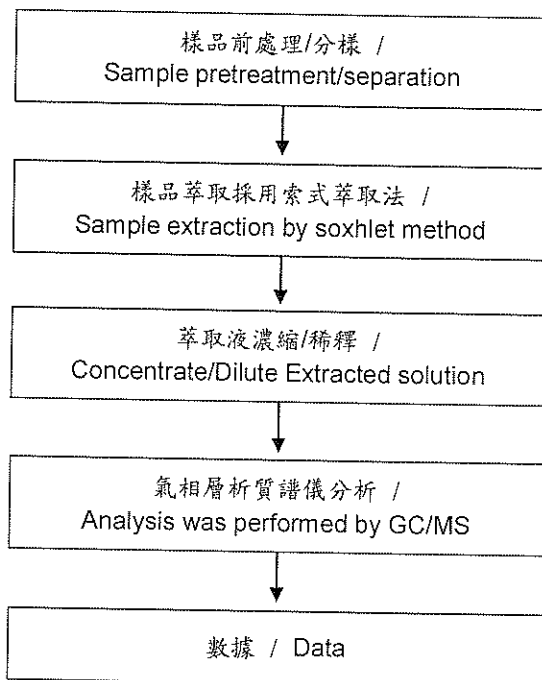 樣品前處理/分樣 /
Sample pretreatment/separation
樣品萃取採用索式萃取法 /
Sample extraction by soxhlet method
萃取液濃縮/稀釋 /
Concentrate/Dilute Extracted solution
氣相層析質譜儀分析 /
Analysis was performed by GC/MS
數據 / Data